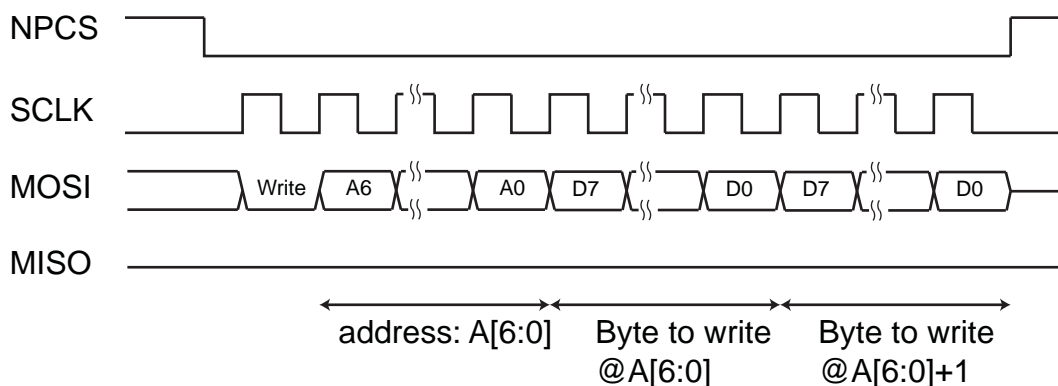 NPCS
SCLK
MOSI Write A6 A0 D7 D0 D7 D0
MISO
address: A[6:0] Byte to write Byte to write
@A[6:0] @A[6:0]+1